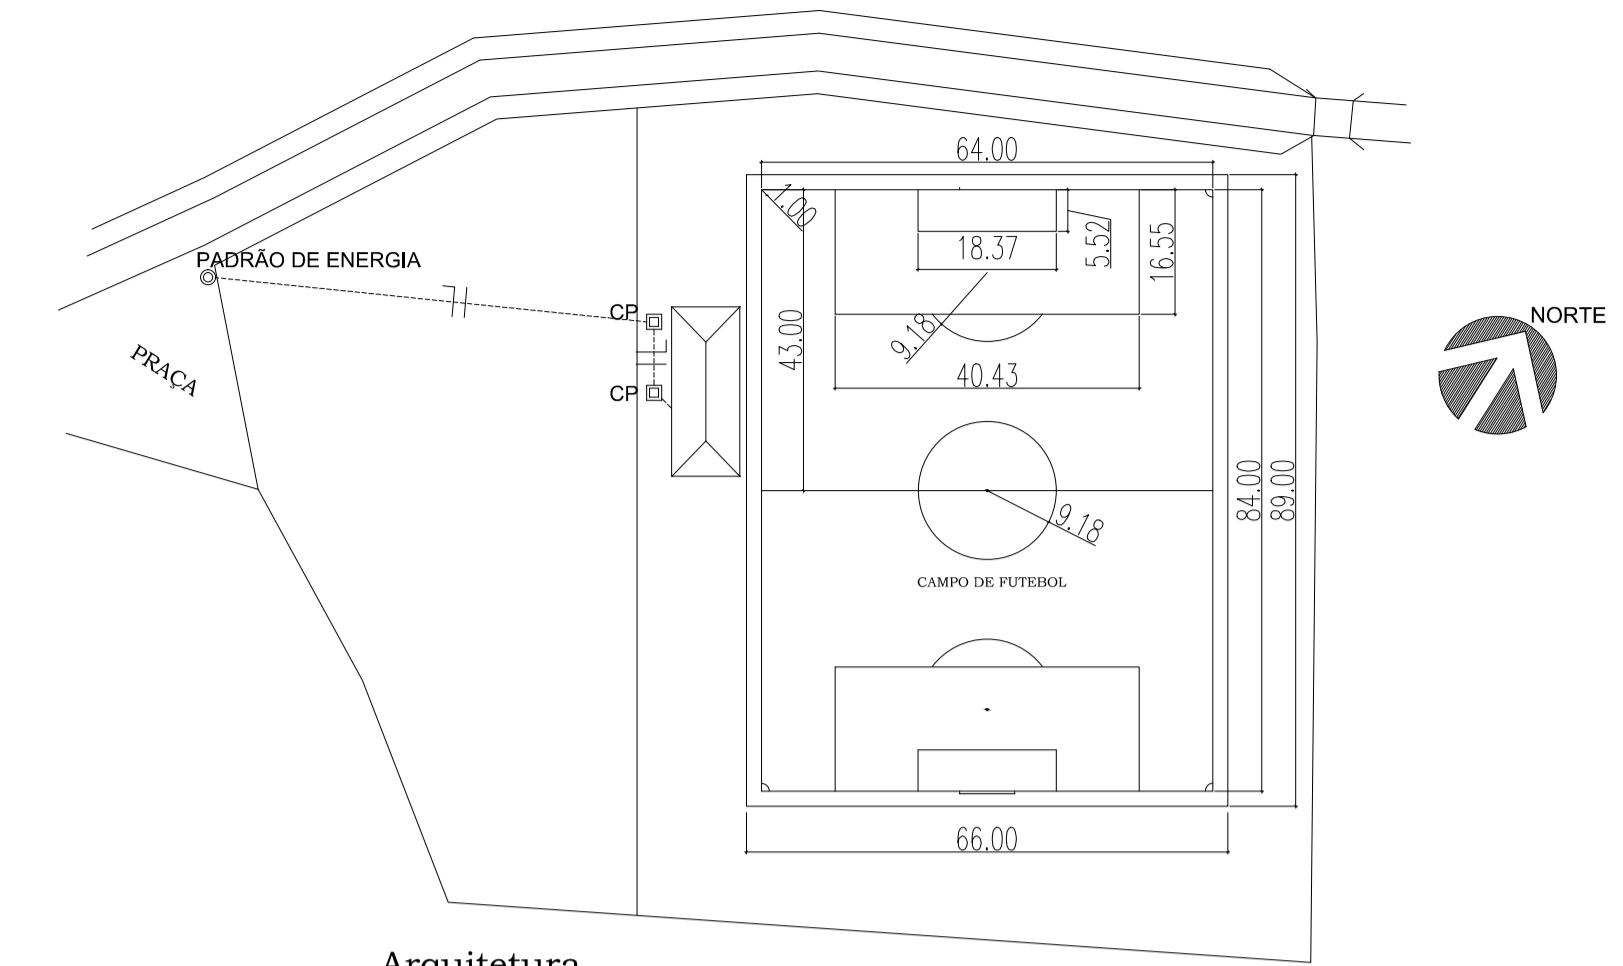 64.00
1.00
18.37
5.52
16.55
PADRÃO DE ENERGIA
CP
NORTE
43.00
9.18
PRAÇA
40.43
CP
84.00
89.00
9.18
CAMPO DE FUTEBOL
66.00
Arquitetura